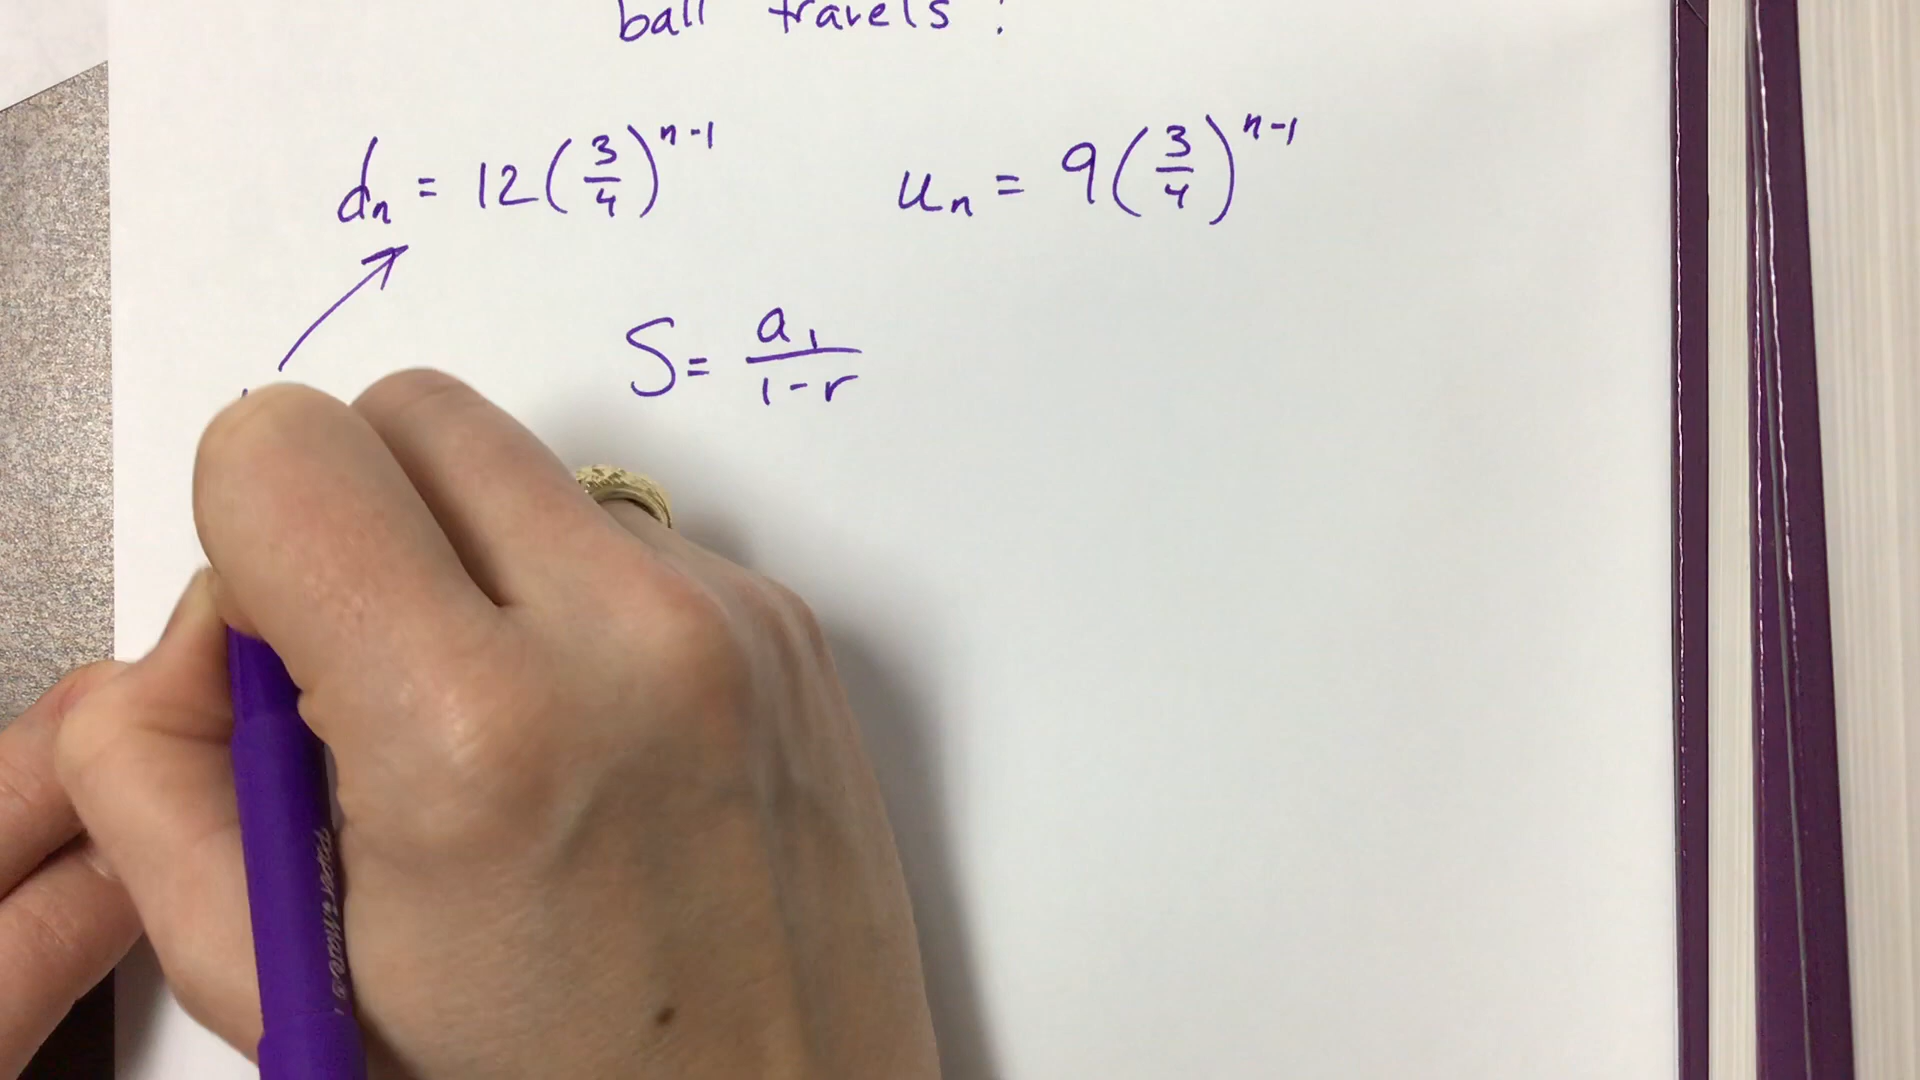 ball travels?
dₙ = 12(3/4)ⁿ⁻¹ uₙ = 9(3/4)ⁿ⁻¹
S = a₁/(1-r)